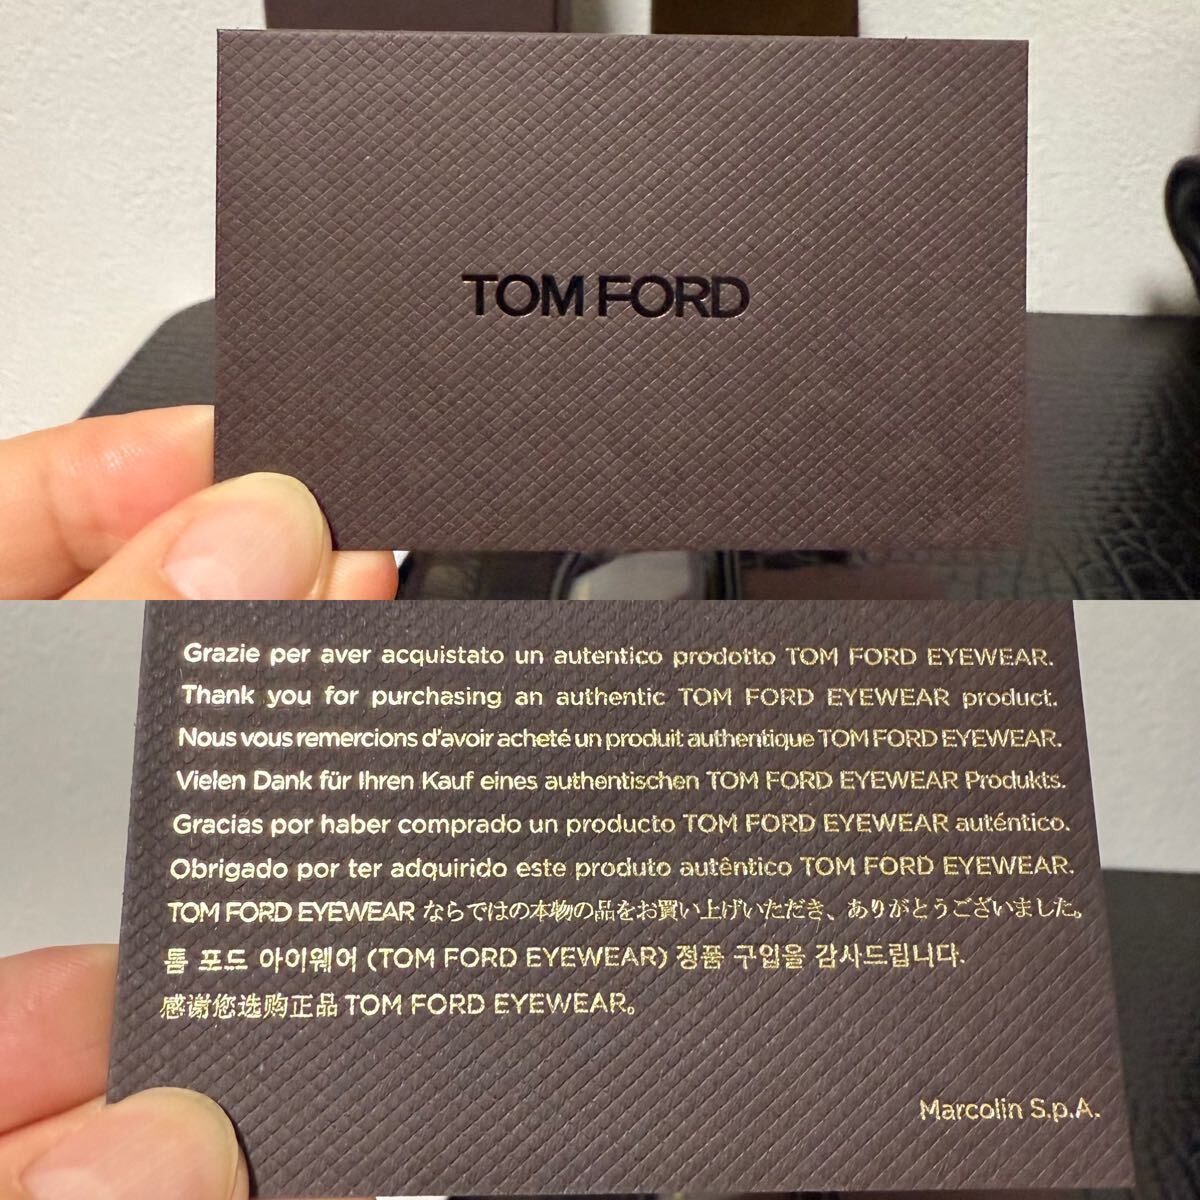 TOM FORD
Grazie per aver acquistato un autentico prodotto TOM FORD EYEWEAR.
Thank you for purchasing an authentic TOM FORD EYEWEAR product.
Nous vous remercions d'avoir acheté un produit authentique TOM FORD EYEWEAR.
Vielen Dank für Ihren Kauf eines authentischen TOM FORD EYEWEAR Produkts.
Gracias por haber comprado un producto TOM FORD EYEWEAR auténtico.
Obrigado por ter adquirido este produto autêntico TOM FORD EYEWEAR.
TOM FORD EYEWEAR ならではの本物の品をお買い上げいただき、ありがとうございました。
톰 포드 아이웨어 (TOM FORD EYEWEAR) 정품 구입을 감사드립니다.
感谢您选购正品 TOM FORD EYEWEAR。
Marcolin S.p.A.